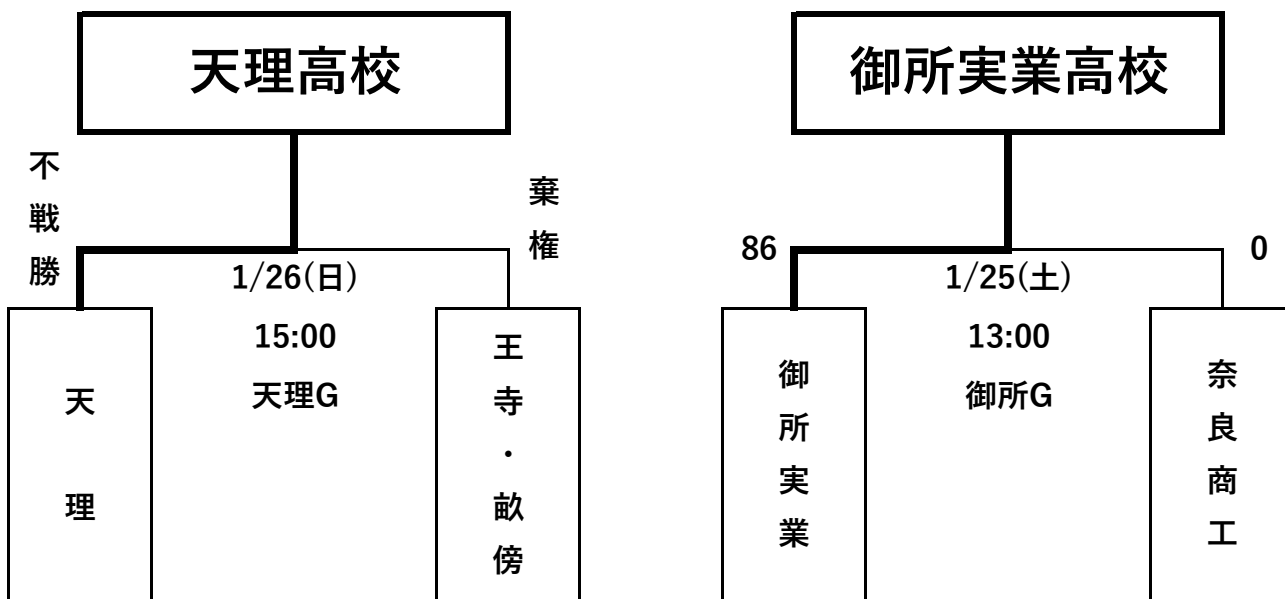 天理高校
御所実業高校
不戦勝
棄権
86
0
1/26(日)
15:00
天理G
1/25(土)
13:00
御所G
天理
王寺・畝傍
御所実業
奈良商工